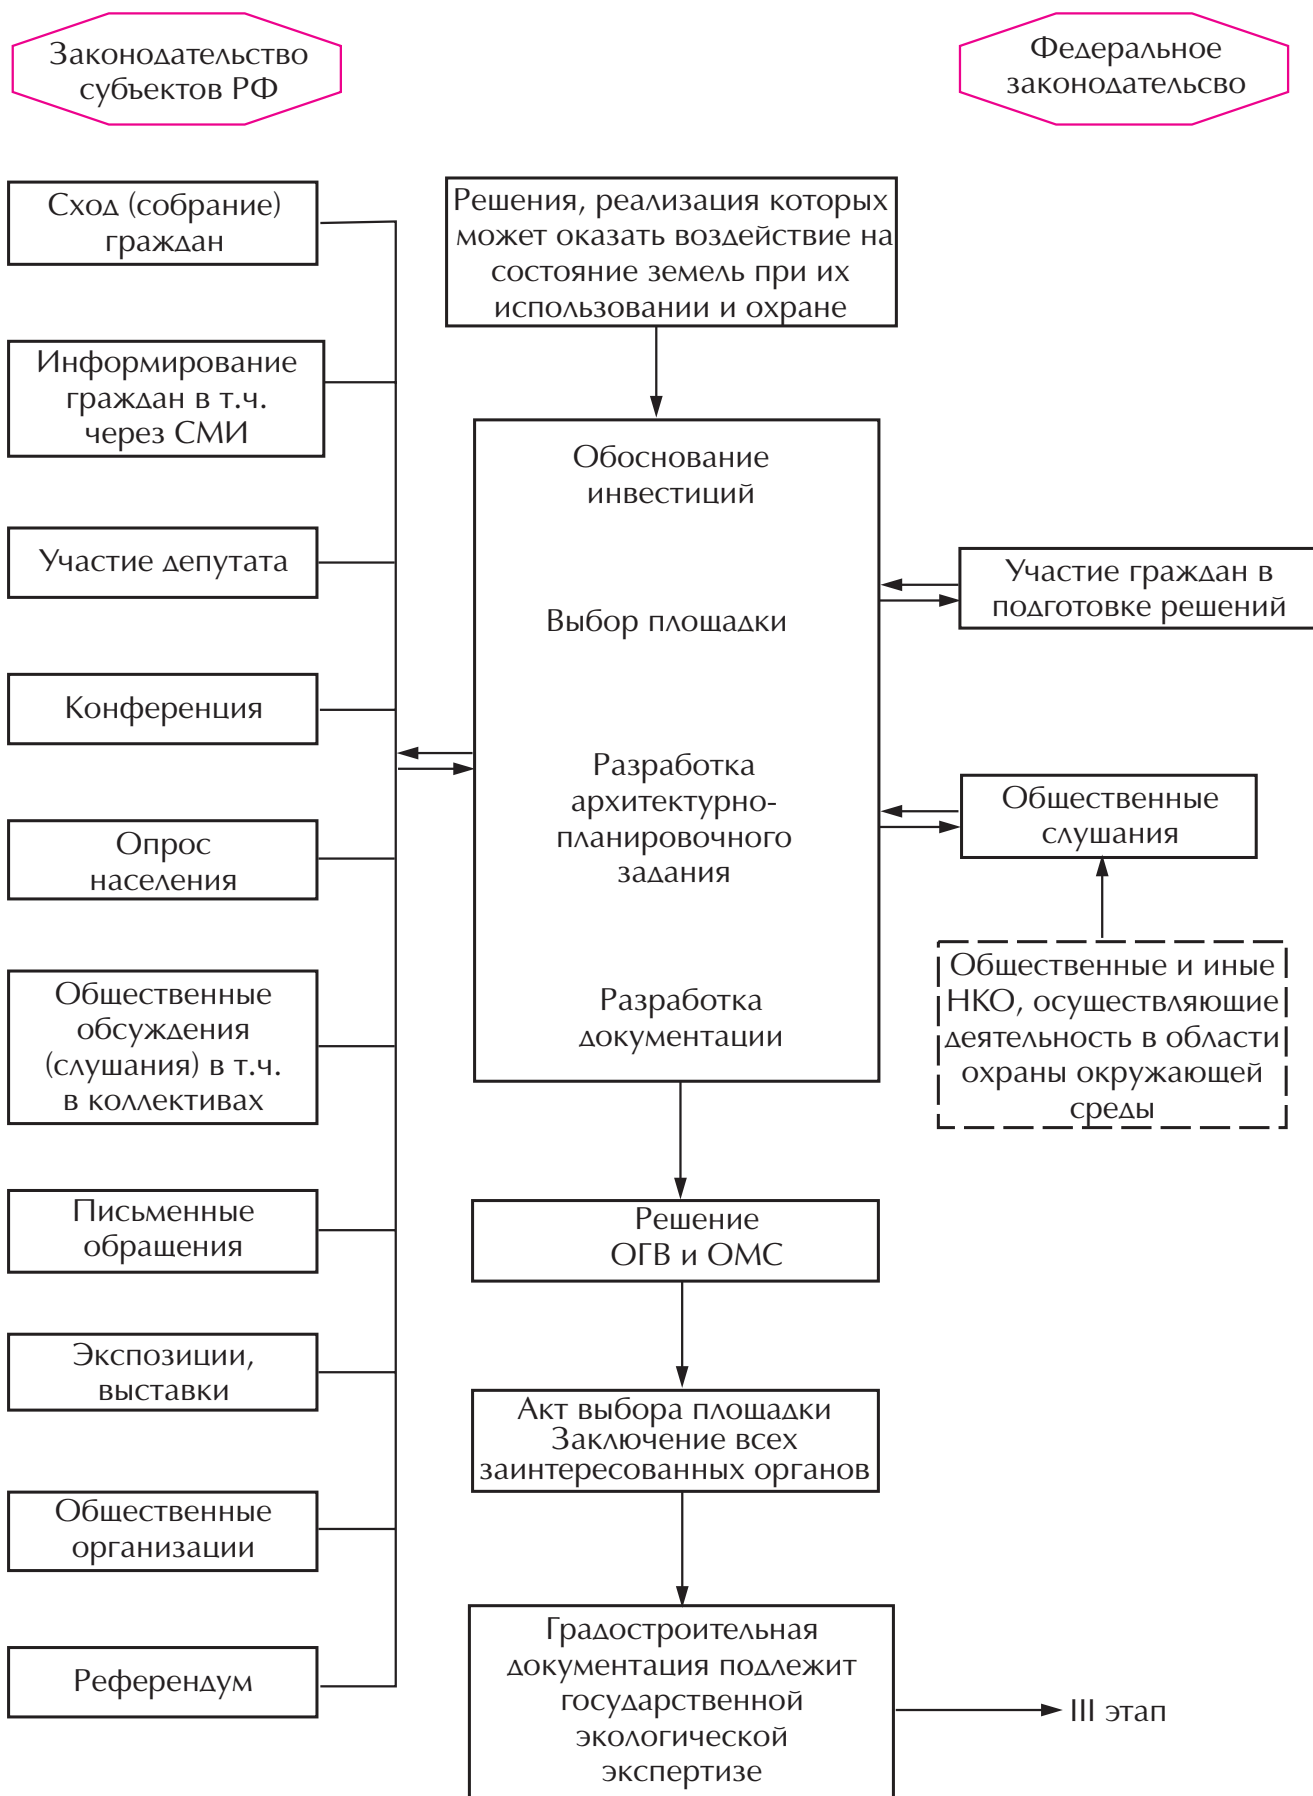 Законодательство
субъектов РФ
Федеральное
законодательсво
Сход (собрание)
граждан
Информирование
граждан в т.ч.
через СМИ
Участие депутата
Конференция
Опрос
населения
Общественные
обсуждения
(слушания) в т.ч.
в коллективах
Письменные
обращения
Экспозиции,
выставки
Общественные
организации
Референдум
Решения, реализация которых
может оказать воздействие на
состояние земель при их
использовании и охране
Обоснование
инвестиций
Выбор площадки
Разработка
архитектурно-
планировочного
задания
Разработка
документации
Решение
ОГВ и ОМС
Акт выбора площадки
Заключение всех
заинтересованных органов
Градостроительная
документация подлежит
государственной
экологической
экспертизе
Участие граждан в
подготовке решений
Общественные
слушания
Общественные и иные
НКО, осуществляющие
деятельность в области
охраны окружающей
среды
III этап